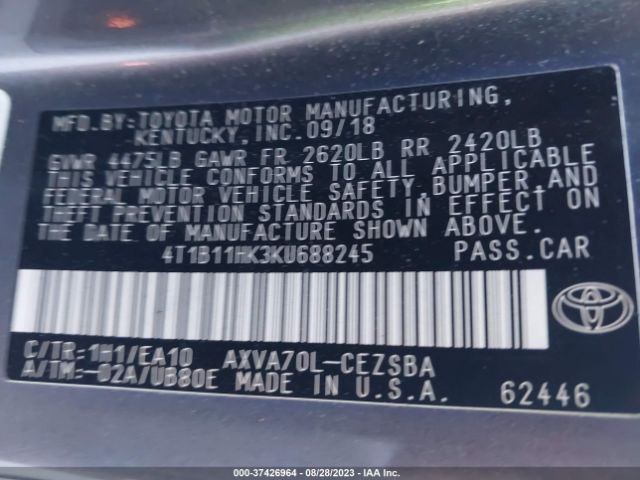 MFD.BY:TOYOTA MOTOR MANUFACTURING,
KENTUCKY, INC.09/18
GVWR 4475LB GAWR FR 2620LB RR 2420LB
THIS VEHICLE CONFORMS TO ALL APPLICABLE
FEDERAL MOTOR VEHICLE SAFETY,BUMPER,AND
THEFT PREVENTION STANDARDS IN EFFECT ON
THE DATE OF MANUFACTURE SHOWN ABOVE.
4T1B11HK3KU688245 PASS.CAR
C/TR:1H1/EA10 AXVA70L-CEZSBA
A/TM:-02A/UB80E MADE IN U.S.A.
62446
000-37426964 - 08/28/2023 - IAA Inc.